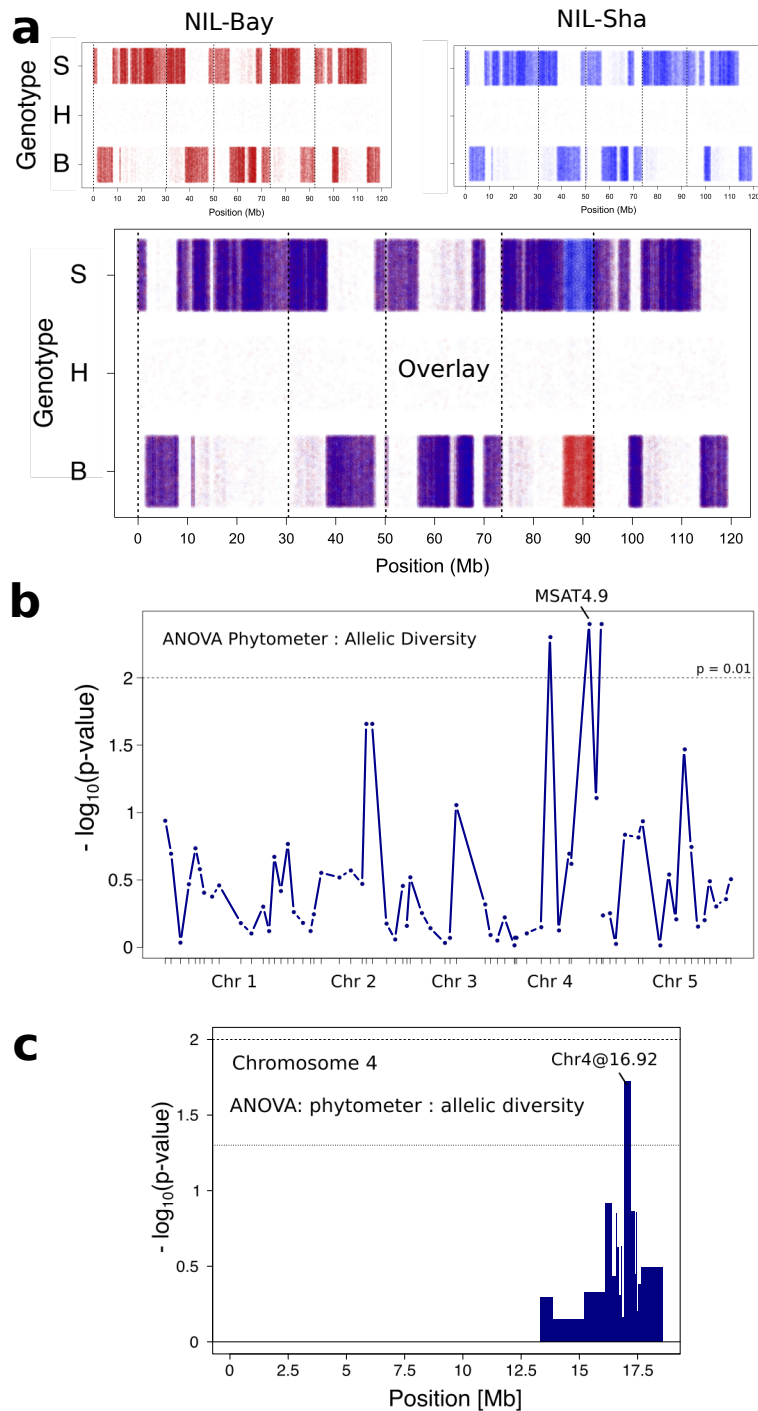 a
NIL-Bay
NIL-Sha
Genotype
S
H
B
0 10 20 30 40 50 60 70 80 90 100 110 120
Position (Mb)
0 10 20 30 40 50 60 70 80 90 100 110 120
Position (Mb)
Genotype
S
H
B
Overlay
0 10 20 30 40 50 60 70 80 90 100 110 120
Position (Mb)
b
MSAT4.9
ANOVA Phytometer : Allelic Diversity
p = 0.01
- log10(p-value)
2
1.5
1
0.5
0
Chr 1 Chr 2 Chr 3 Chr 4 Chr 5
c
Chromosome 4
Chr4@16.92
ANOVA: phytometer : allelic diversity
- log10(p-value)
2
1.5
1
0.5
0
0 2.5 5 7.5 10 12.5 15 17.5
Position [Mb]